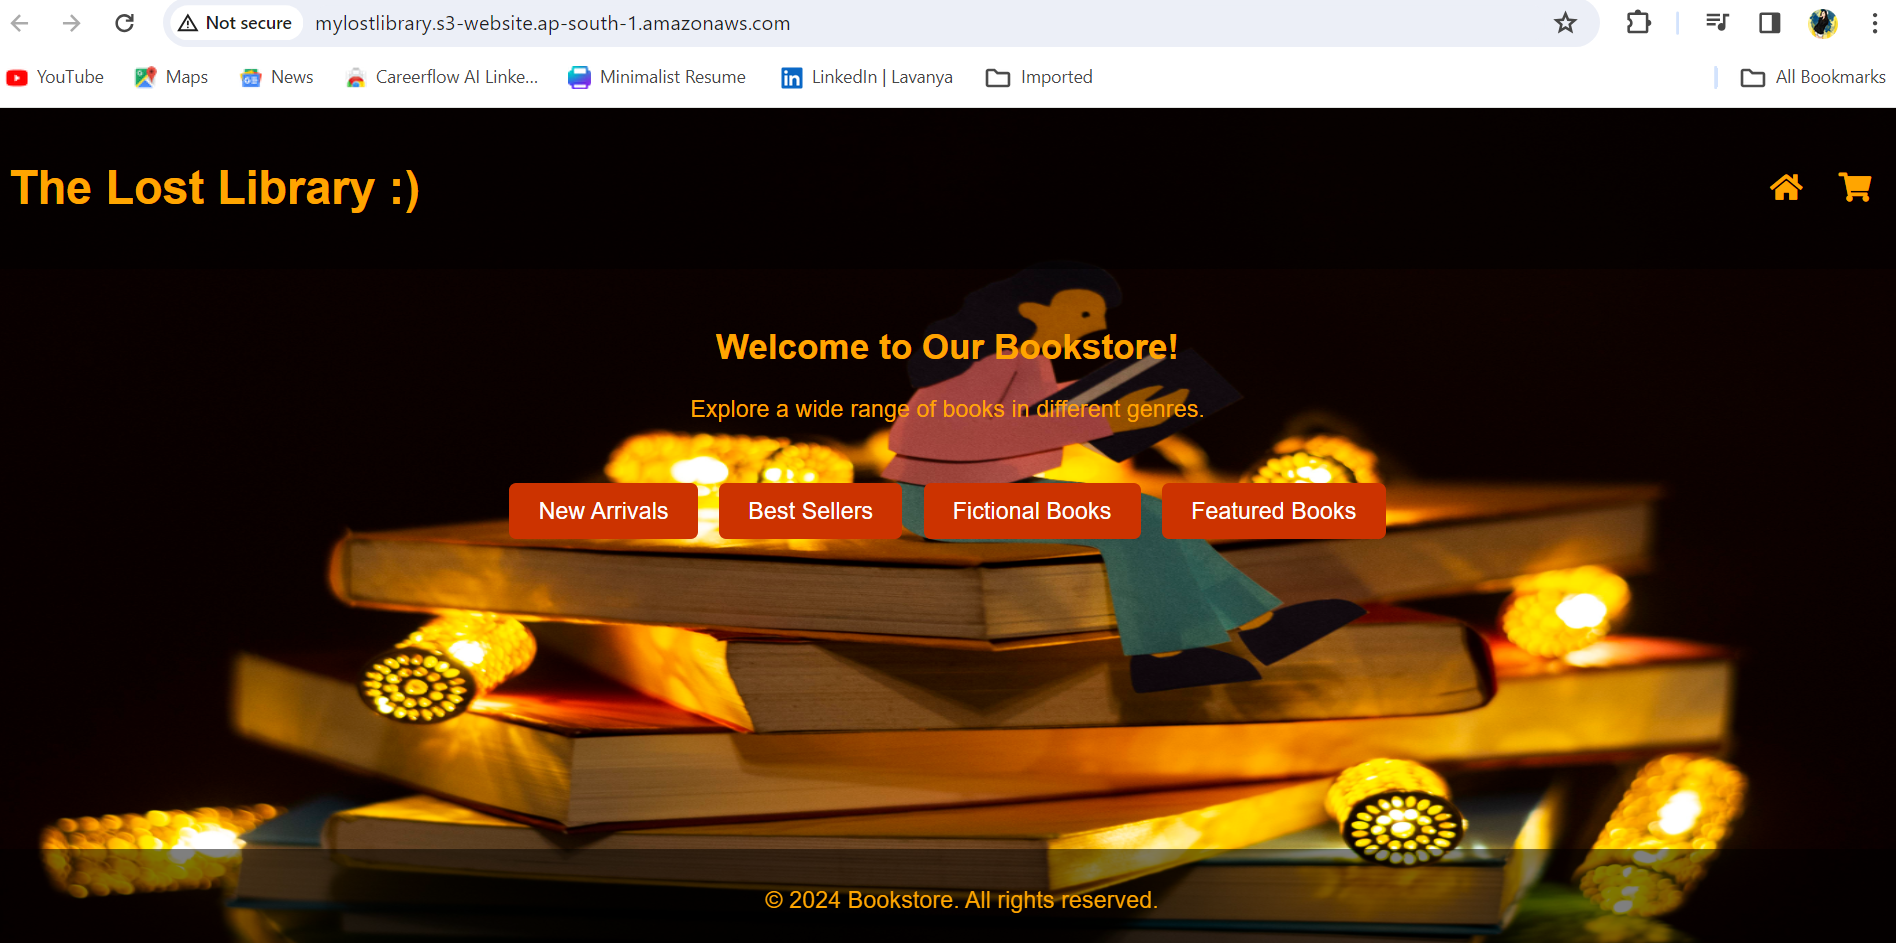 Not secure mylostlibrary.s3-website.ap-south-1.amazonaws.com
YouTube Maps News Careerflow AI Linke... Minimalist Resume LinkedIn | Lavanya Imported All Bookmarks
The Lost Library :)
Welcome to Our Bookstore!
Explore a wide range of books in different genres.
New Arrivals Best Sellers Fictional Books Featured Books
© 2024 Bookstore. All rights reserved.